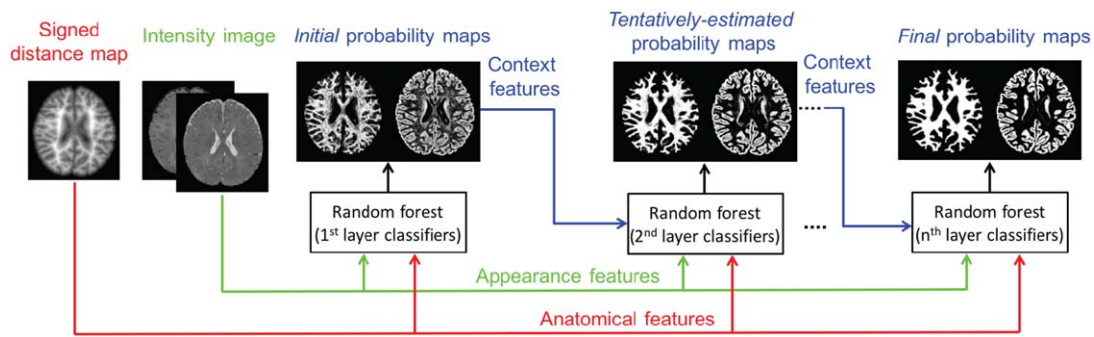 Signed
distance map
Intensity image
Initial probability maps
Context
features
Tentatively-estimated
probability maps
Context
features
Final probability maps
....
Random forest
(1st layer classifiers)
Random forest
(2nd layer classifiers)
....
Random forest
(nth layer classifiers)
Appearance features
Anatomical features